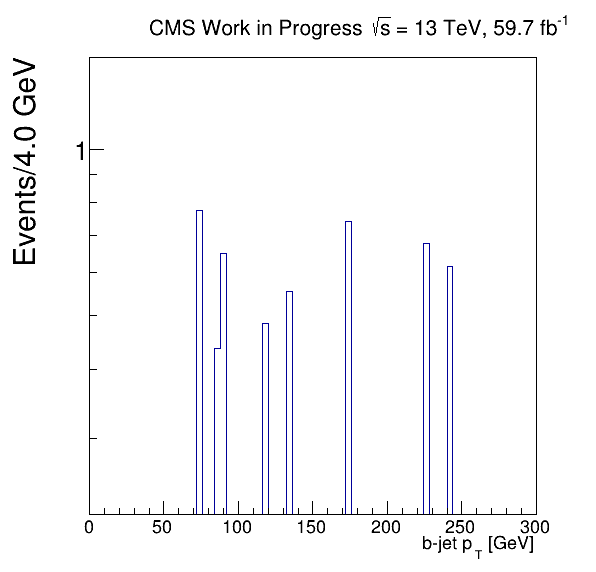 CMS Work in Progress √s = 13 TeV, 59.7 fb⁻¹
Events/4.0 GeV
1
0 50 100 150 200 250 300
b-jet p_T [GeV]